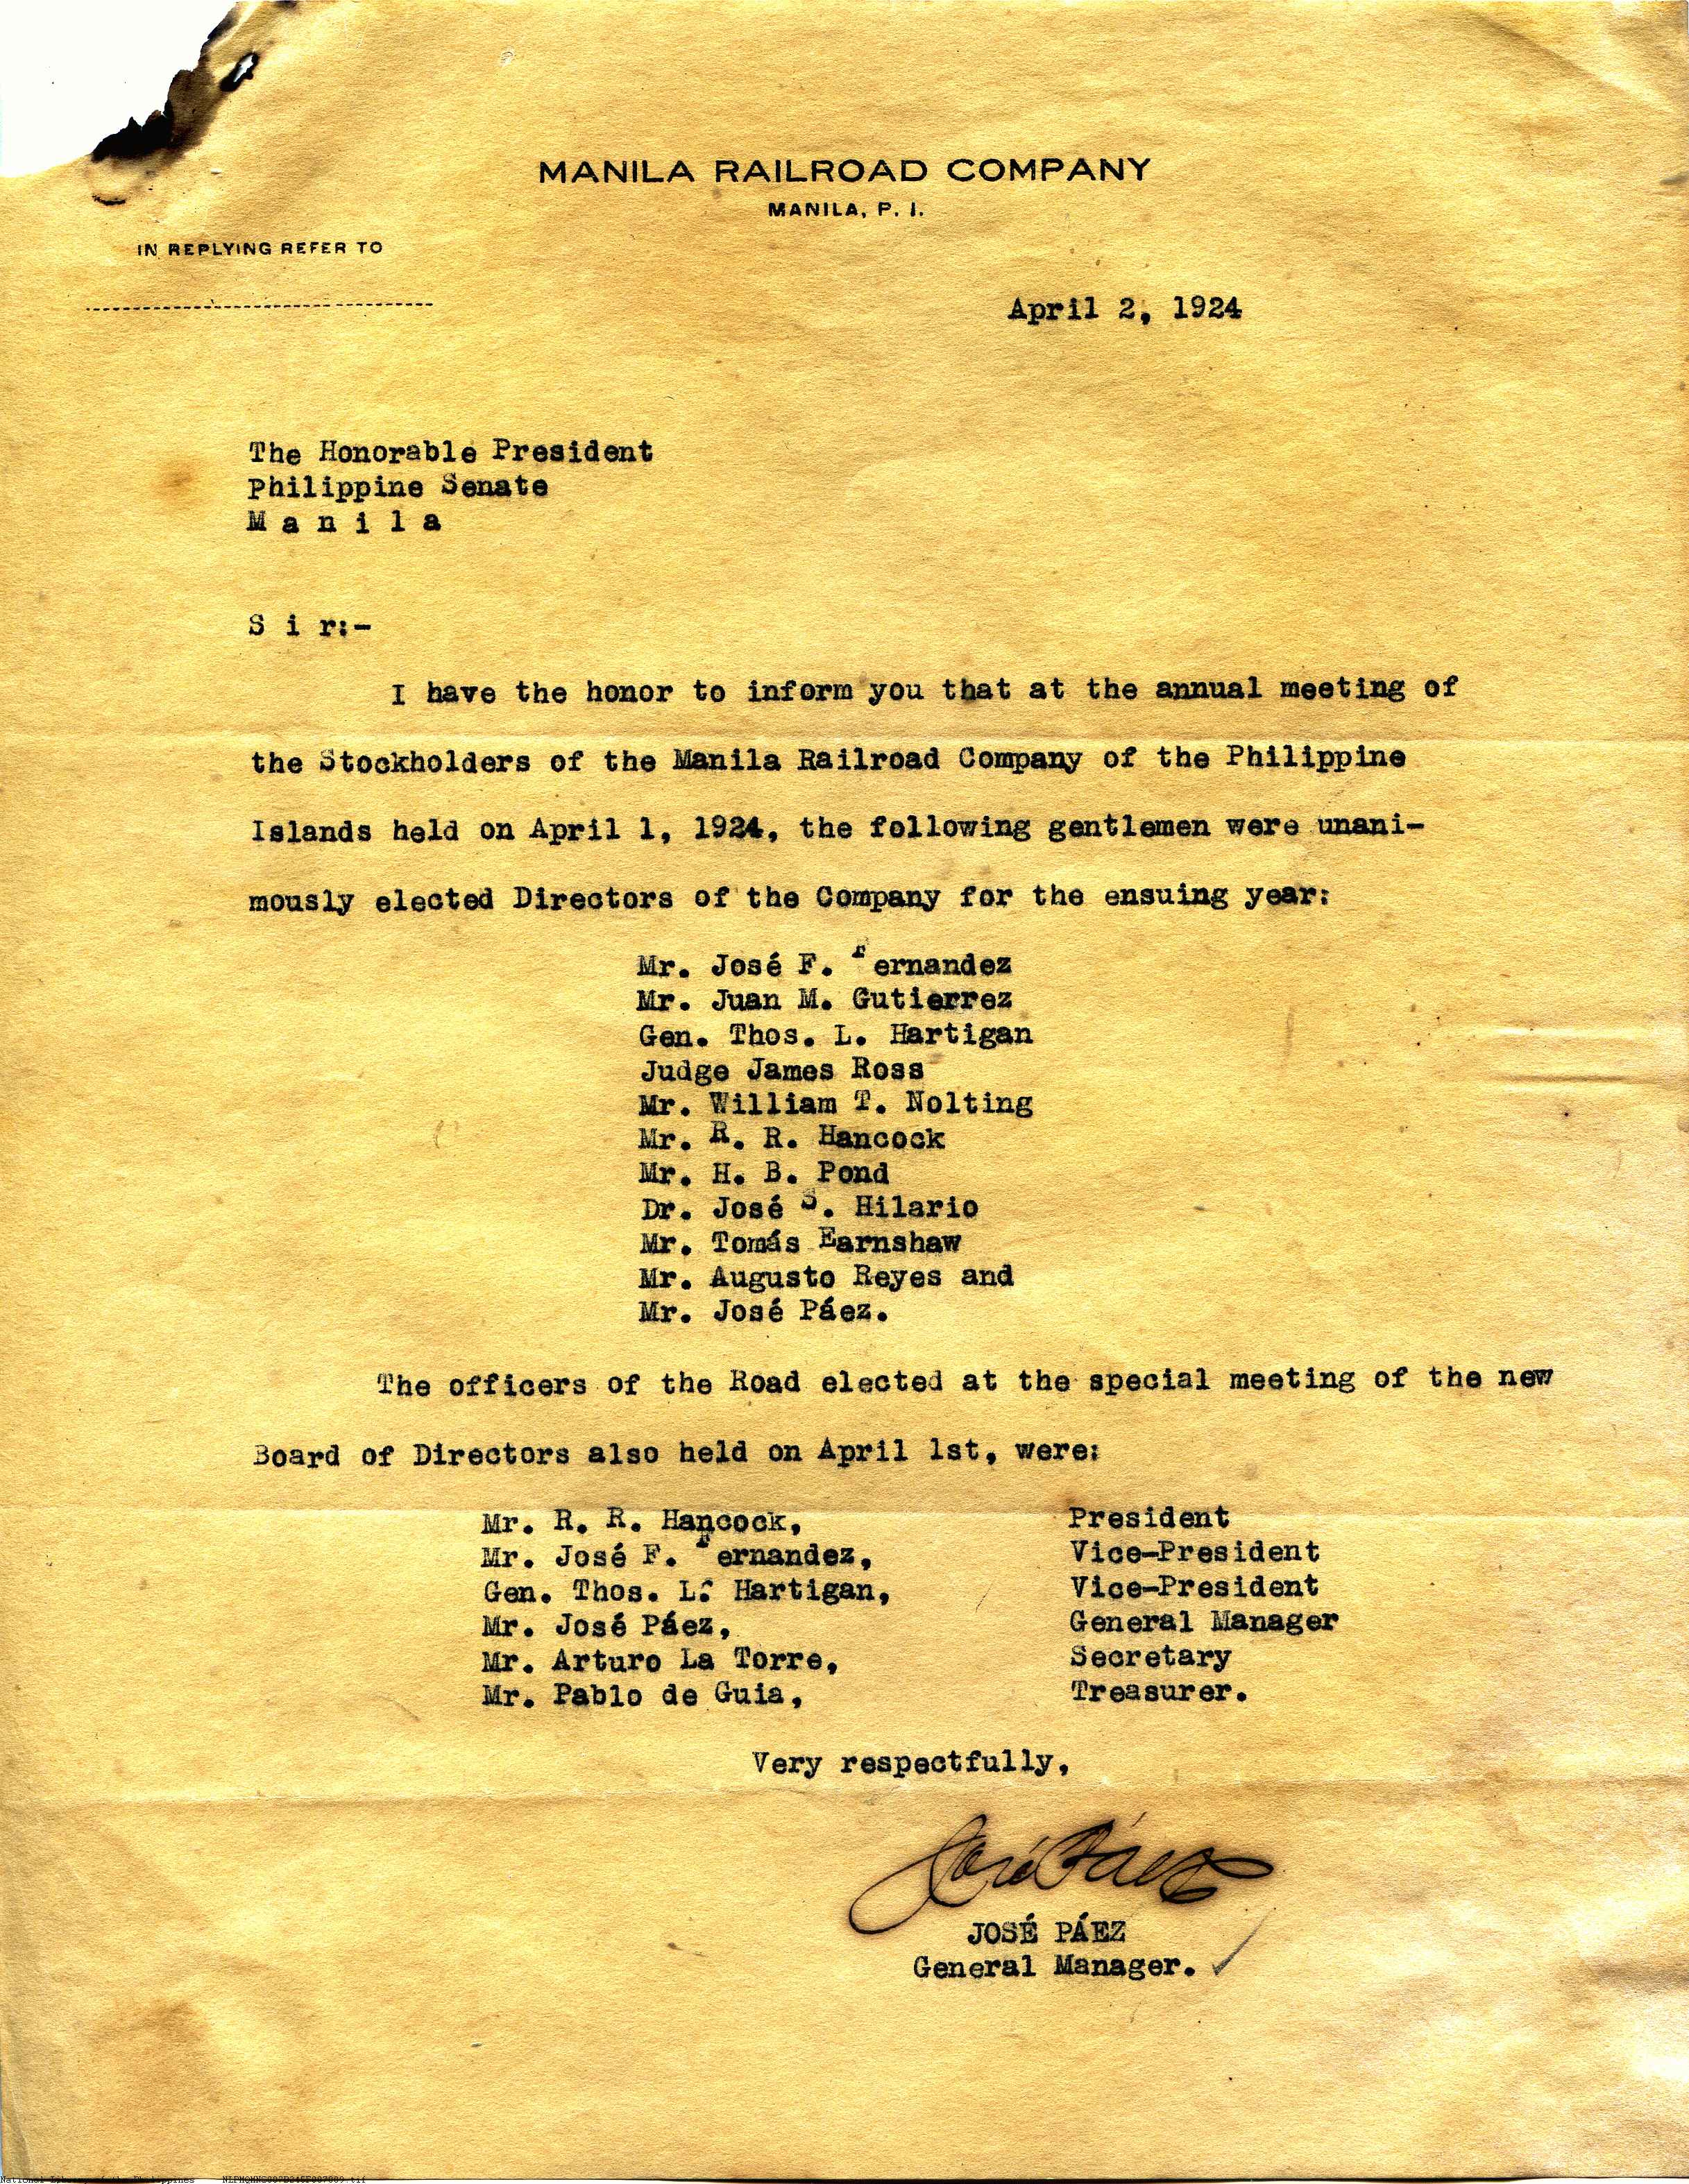 MANILA RAILROAD COMPANY
MANILA, P. I.
IN REPLYING REFER TO
April 2, 1924
The Honorable President
Philippine Senate
M a n i l a
S i r:-
I have the honor to inform you that at the annual meeting of
the Stockholders of the Manila Railroad Company of the Philippine
Islands held on April 1, 1924, the following gentlemen were unani-
mously elected Directors of the Company for the ensuing year:
Mr. José F. Fernandez
Mr. Juan M. Gutierrez
Gen. Thos. L. Hartigan
Judge James Ross
Mr. William T. Nolting
Mr. R. R. Hancock
Mr. H. B. Pond
Dr. José S. Hilario
Mr. Tomás Earnshaw
Mr. Augusto Reyes and
Mr. José Páez.
The officers of the Road elected at the special meeting of the new
Board of Directors also held on April 1st, were:
Mr. R. R. Hancock, President
Mr. José F. Fernandez, Vice-President
Gen. Thos. L. Hartigan, Vice-President
Mr. José Páez, General Manager
Mr. Arturo La Torre, Secretary
Mr. Pablo de Guia, Treasurer.
Very respectfully,
José Páez
JOSÉ PÁEZ
General Manager.
National Library of the Philippines